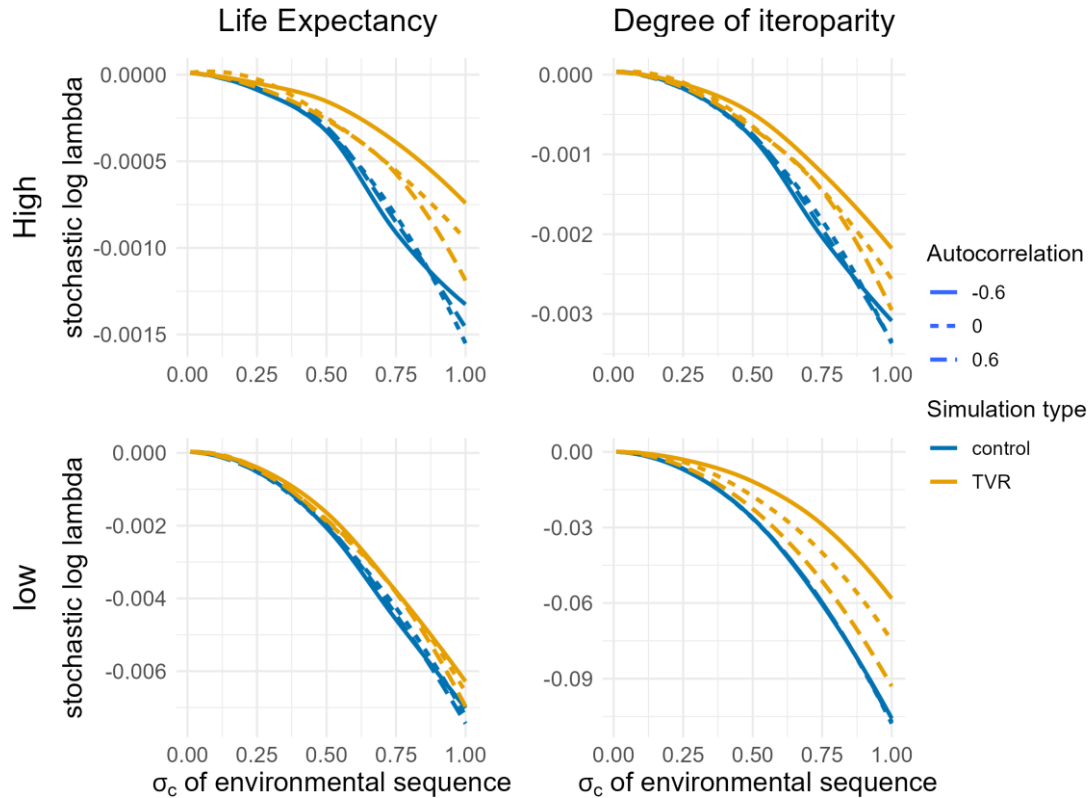 Life Expectancy
Degree of iteroparity
High
stochastic log lambda
0.0000
-0.0005
-0.0010
-0.0015
0.00 0.25 0.50 0.75 1.00
0.000
-0.001
-0.002
-0.003
0.00 0.25 0.50 0.75 1.00
Autocorrelation
-0.6
0
0.6
Simulation type
control
TVR
low
stochastic log lambda
0.000
-0.002
-0.004
-0.006
0.00 0.25 0.50 0.75 1.00
σc of environmental sequence
0.00
-0.03
-0.06
-0.09
0.00 0.25 0.50 0.75 1.00
σc of environmental sequence